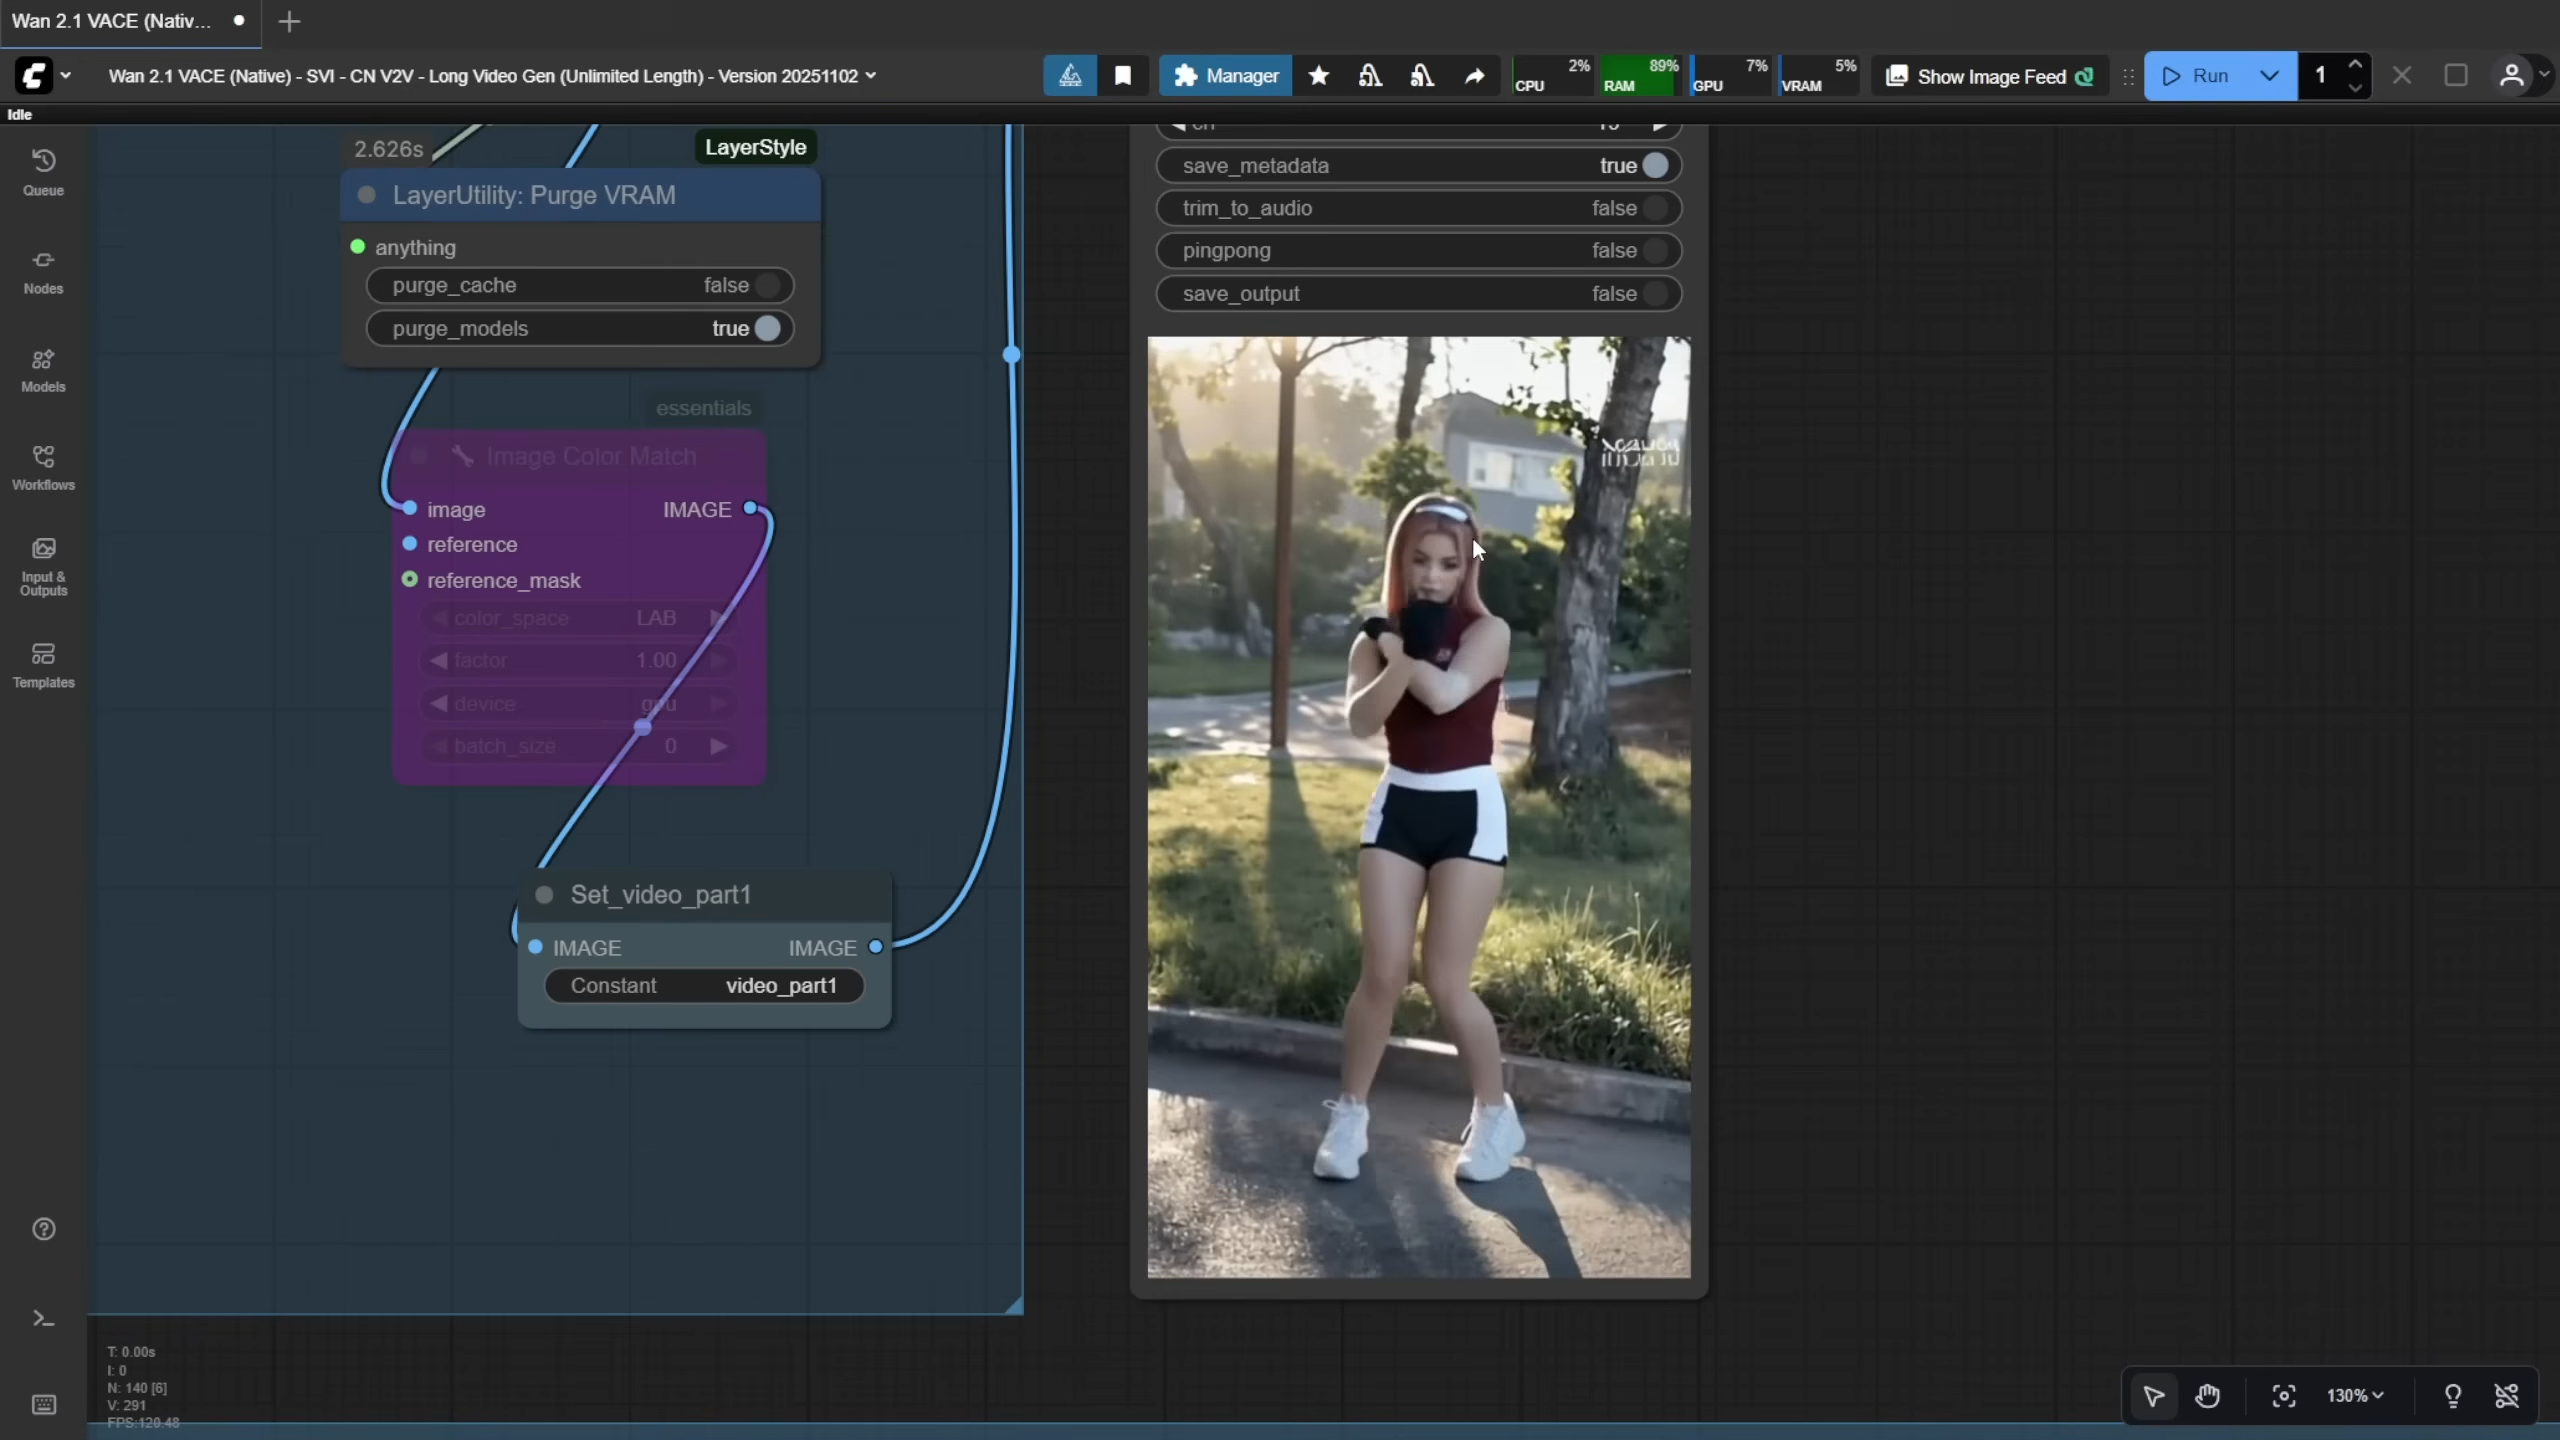 Wan 2.1 VACE (Nativ...
Wan 2.1 VACE (Native) - SVI - CN V2V - Long Video Gen (Unlimited Length) - Version 20251102
Manager
CPU 2%
RAM 89%
GPU 7%
VRAM 5%
Show Image Feed
Run
1
Idle
Queue
Nodes
Models
Workflows
Input &
Outputs
Templates
2.626s
LayerStyle
LayerUtility: Purge VRAM
anything
purge_cache false
purge_models true
essentials
Image Color Match
image IMAGE
reference
reference_mask
color_space LAB
factor 1.00
device gpu
batch_size 0
Set_video_part1
IMAGE IMAGE
Constant video_part1
save_metadata true
trim_to_audio false
pingpong false
save_output false
T: 0.00s
I: 0
N: 140 [6]
V: 291
FPS:120.48
130%